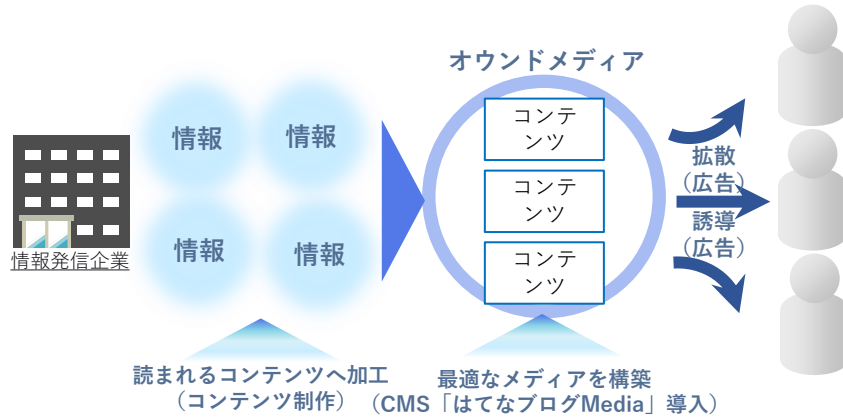 情報発信企業
情報
情報
情報
情報
オウンドメディア
コンテ
ンツ
コンテ
ンツ
コンテ
ンツ
拡散
（広告）
誘導
（広告）
読まれるコンテンツへ加工
（コンテンツ制作）
最適なメディアを構築
（CMS「はてなブログMedia」導入）